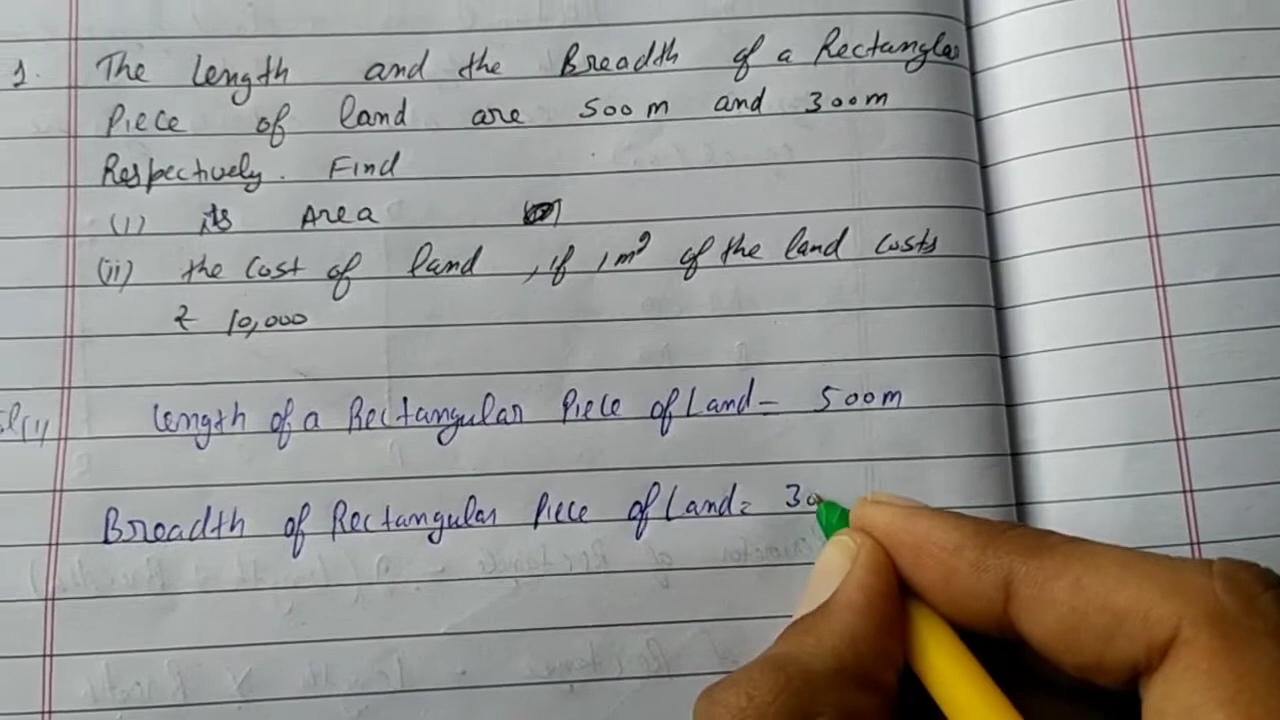 1. The length and the Breadth of a Rectangular
Piece of land are 500m and 300m
Respectively. Find
(i) its Area
(ii) the Cost of land, if 1m² of the land Costs
₹ 10,000
(i) Length of a Rectangular Piece of Land = 500m
Breadth of Rectangular Piece of Land = 30